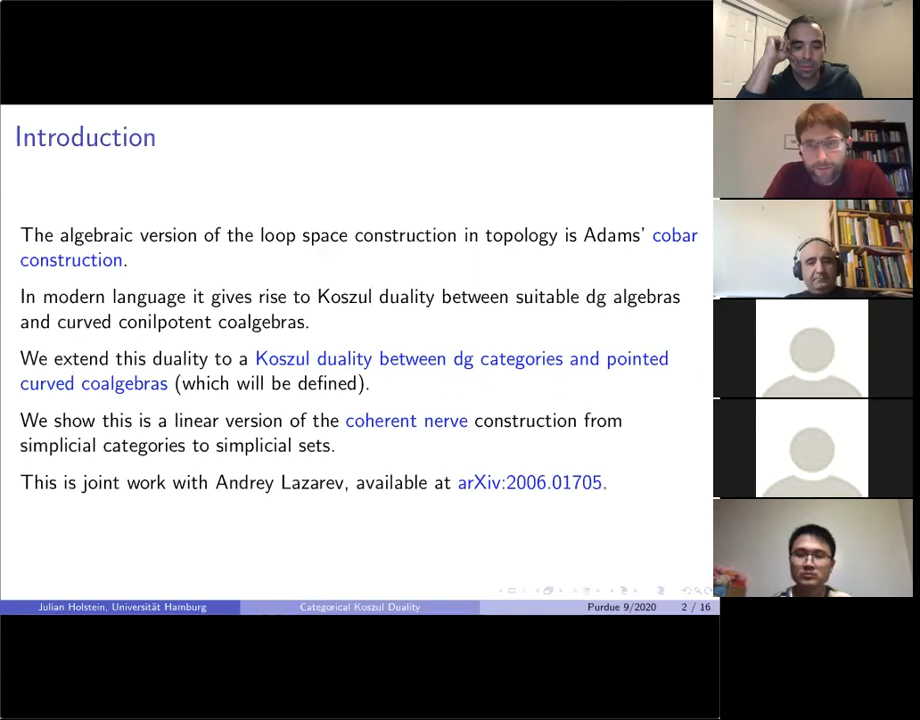 Introduction
The algebraic version of the loop space construction in topology is Adams' cobar
construction.
In modern language it gives rise to Koszul duality between suitable dg algebras
and curved conilpotent coalgebras.
We extend this duality to a Koszul duality between dg categories and pointed
curved coalgebras (which will be defined).
We show this is a linear version of the coherent nerve construction from
simplicial categories to simplicial sets.
This is joint work with Andrey Lazarev, available at arXiv:2006.01705.
Julian Holstein, Universität Hamburg
Categorical Koszul Duality
Purdue 9/2020
2 / 16